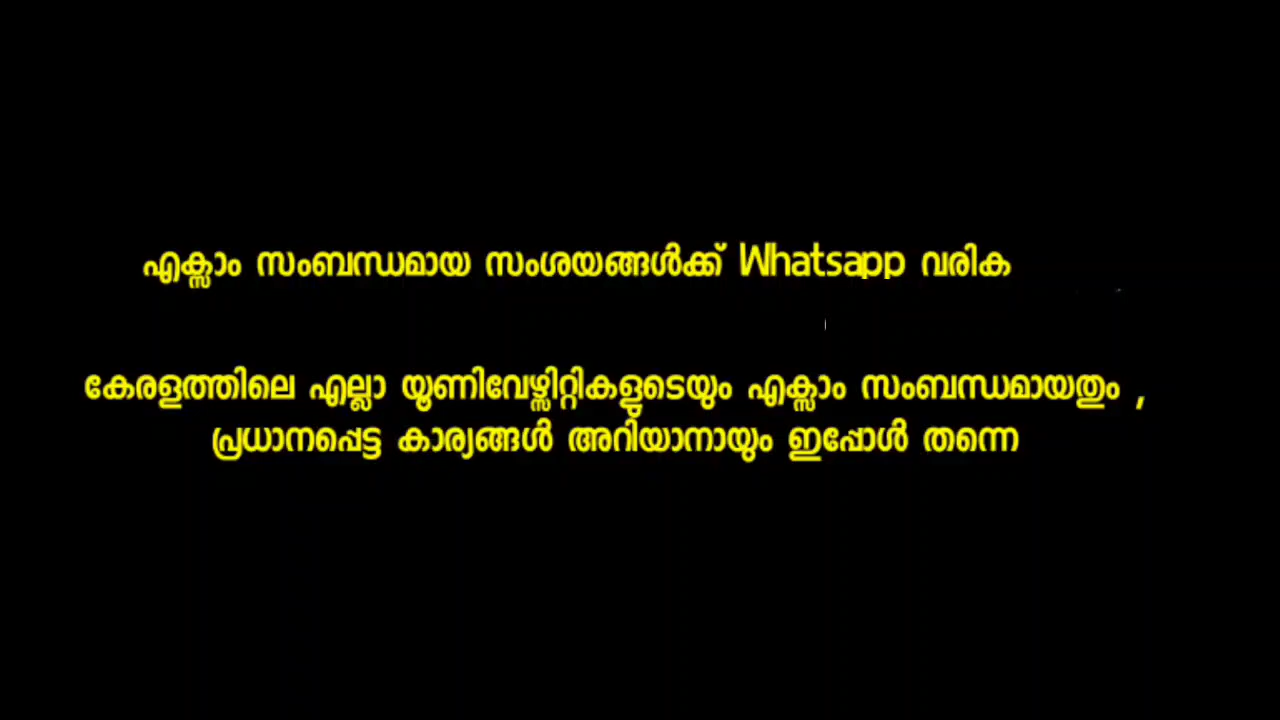 എക്സാം സംബന്ധമായ സംശയങ്ങൾക്ക് Whatsapp വരിക
കേരളത്തിലെ എല്ലാ യൂണിവേഴ്സിറ്റികളുടെയും എക്സാം സംബന്ധമായതും ,
പ്രധാനപ്പെട്ട കാര്യങ്ങൾ അറിയാനായും ഇപ്പോൾ തന്നെ